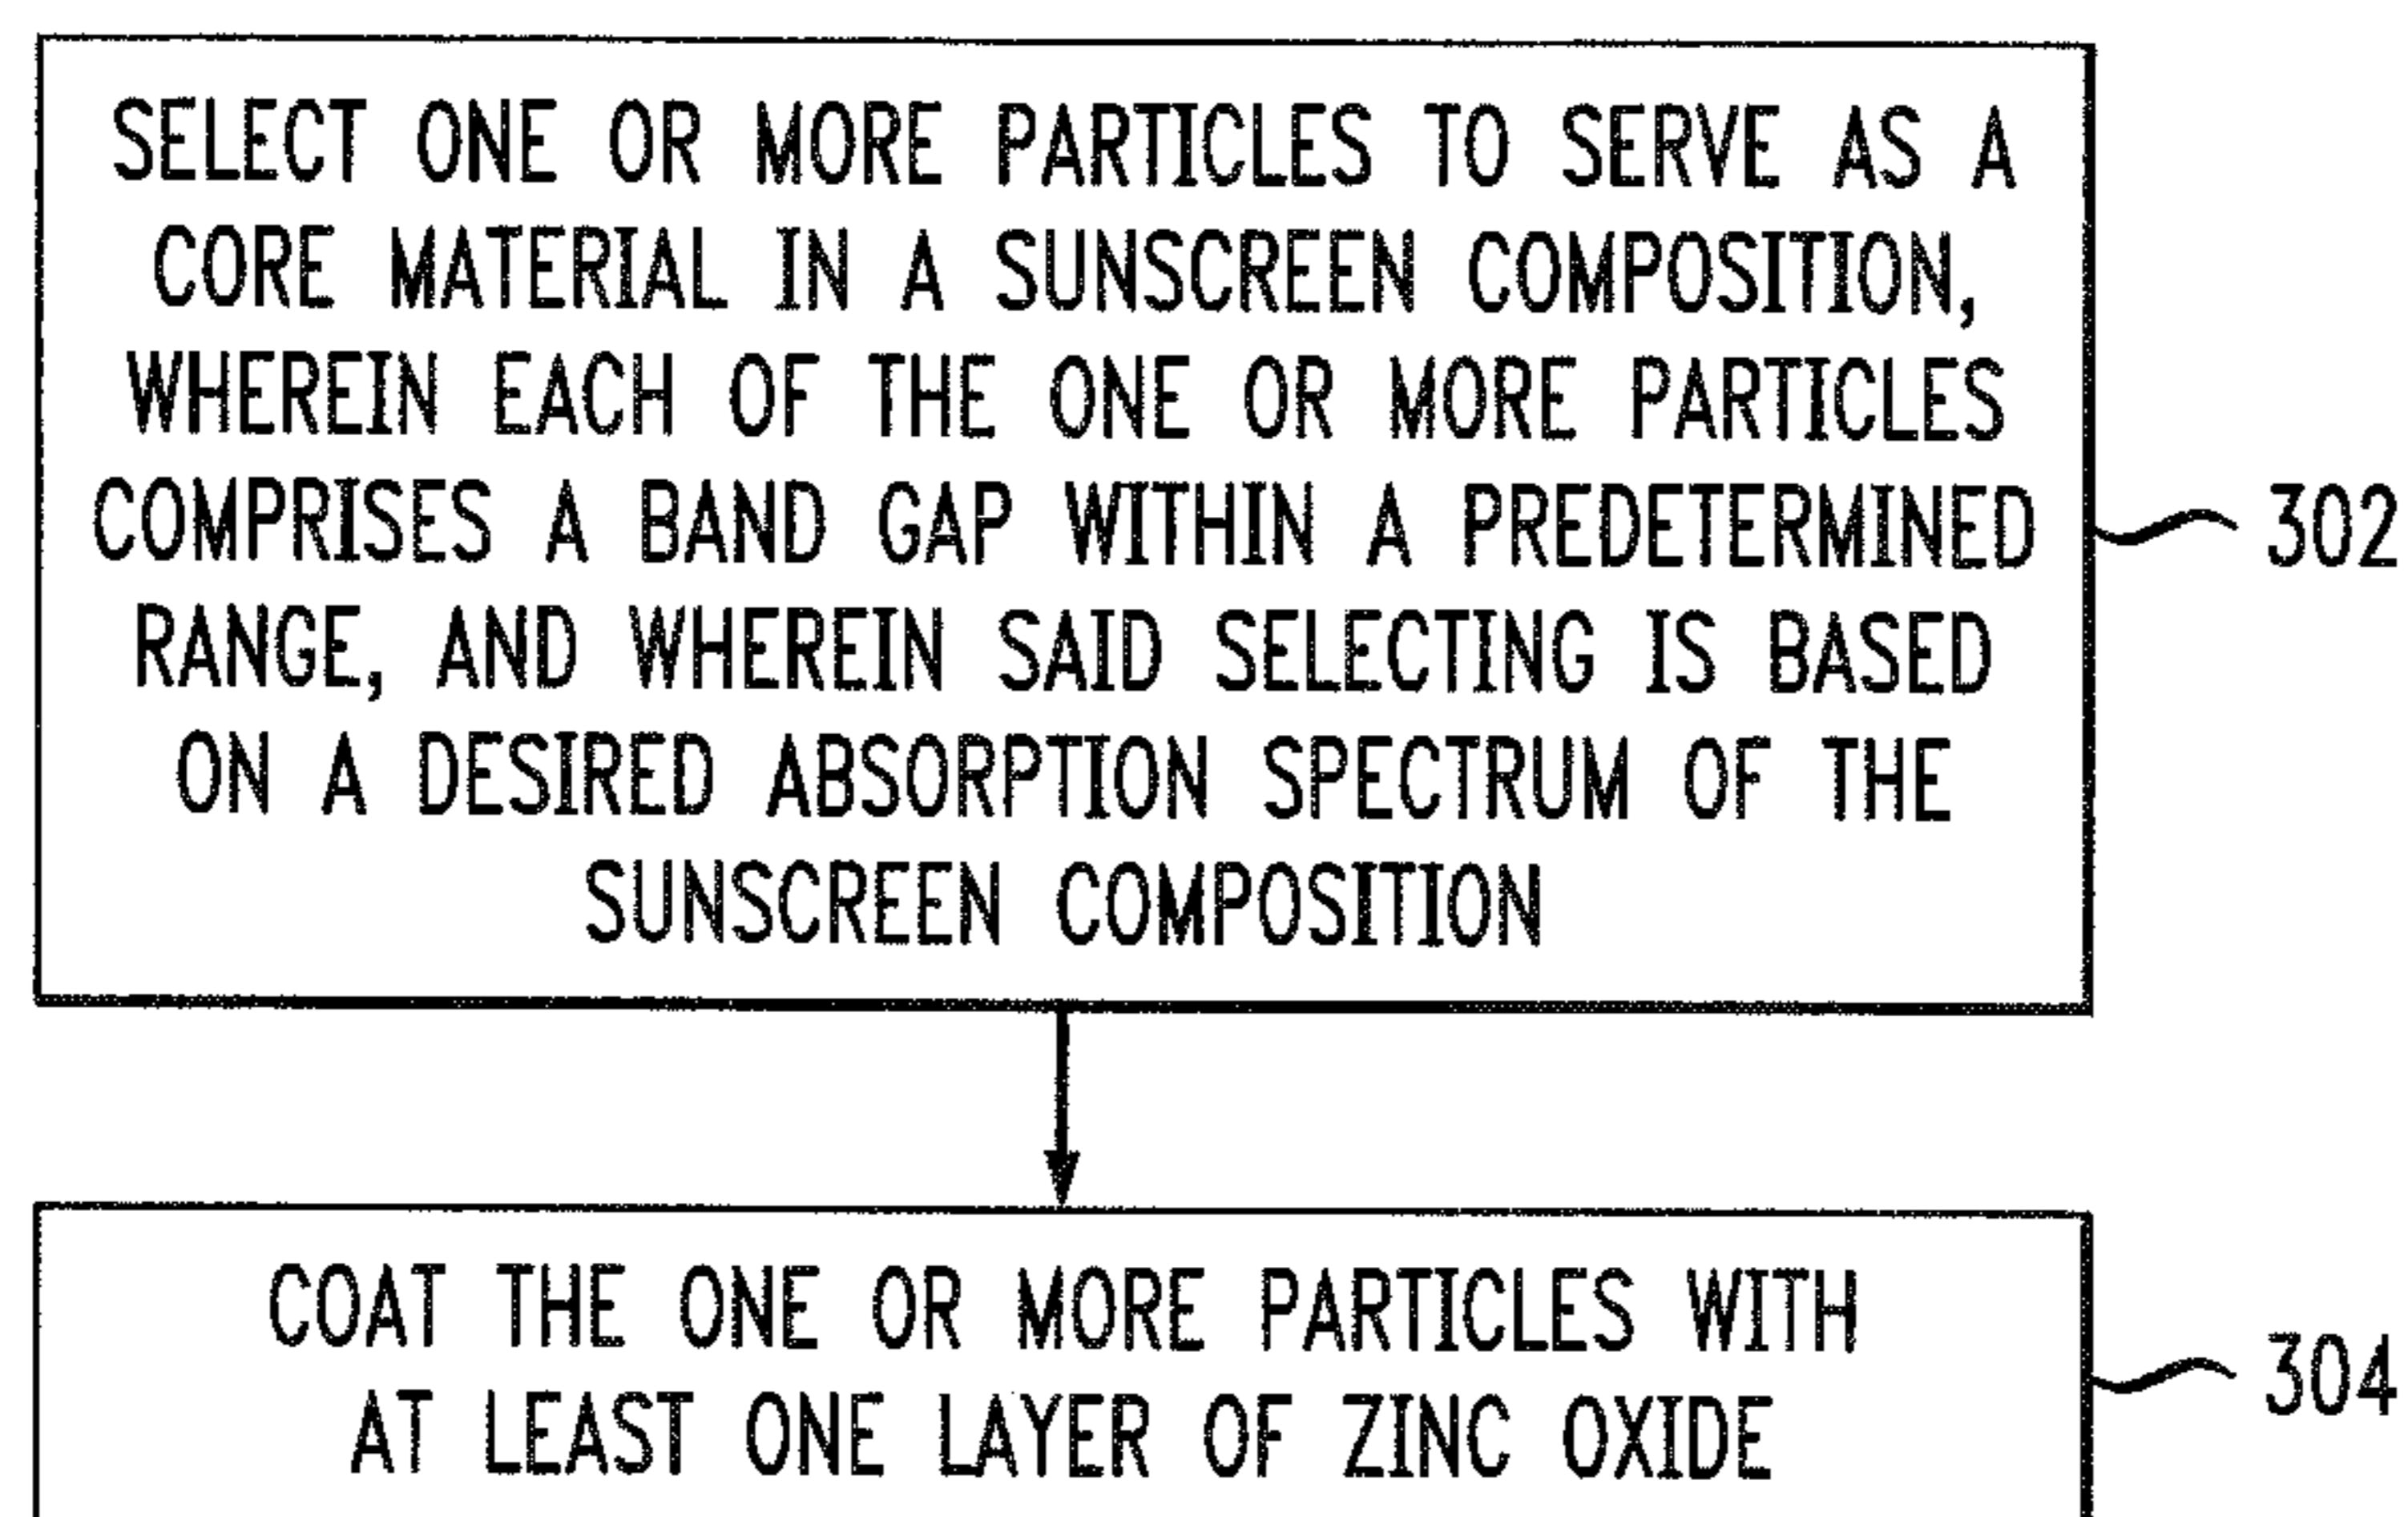 SELECT ONE OR MORE PARTICLES TO SERVE AS A
CORE MATERIAL IN A SUNSCREEN COMPOSITION,
WHEREIN EACH OF THE ONE OR MORE PARTICLES
COMPRISES A BAND GAP WITHIN A PREDETERMINED
RANGE, AND WHEREIN SAID SELECTING IS BASED
ON A DESIRED ABSORPTION SPECTRUM OF THE
SUNSCREEN COMPOSITION
302
COAT THE ONE OR MORE PARTICLES WITH
AT LEAST ONE LAYER OF ZINC OXIDE
304